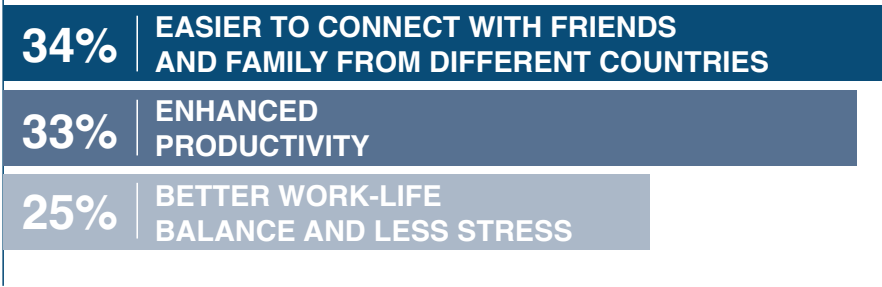 34%
EASIER TO CONNECT WITH FRIENDS
AND FAMILY FROM DIFFERENT COUNTRIES
33%
ENHANCED
PRODUCTIVITY
25%
BETTER WORK-LIFE
BALANCE AND LESS STRESS